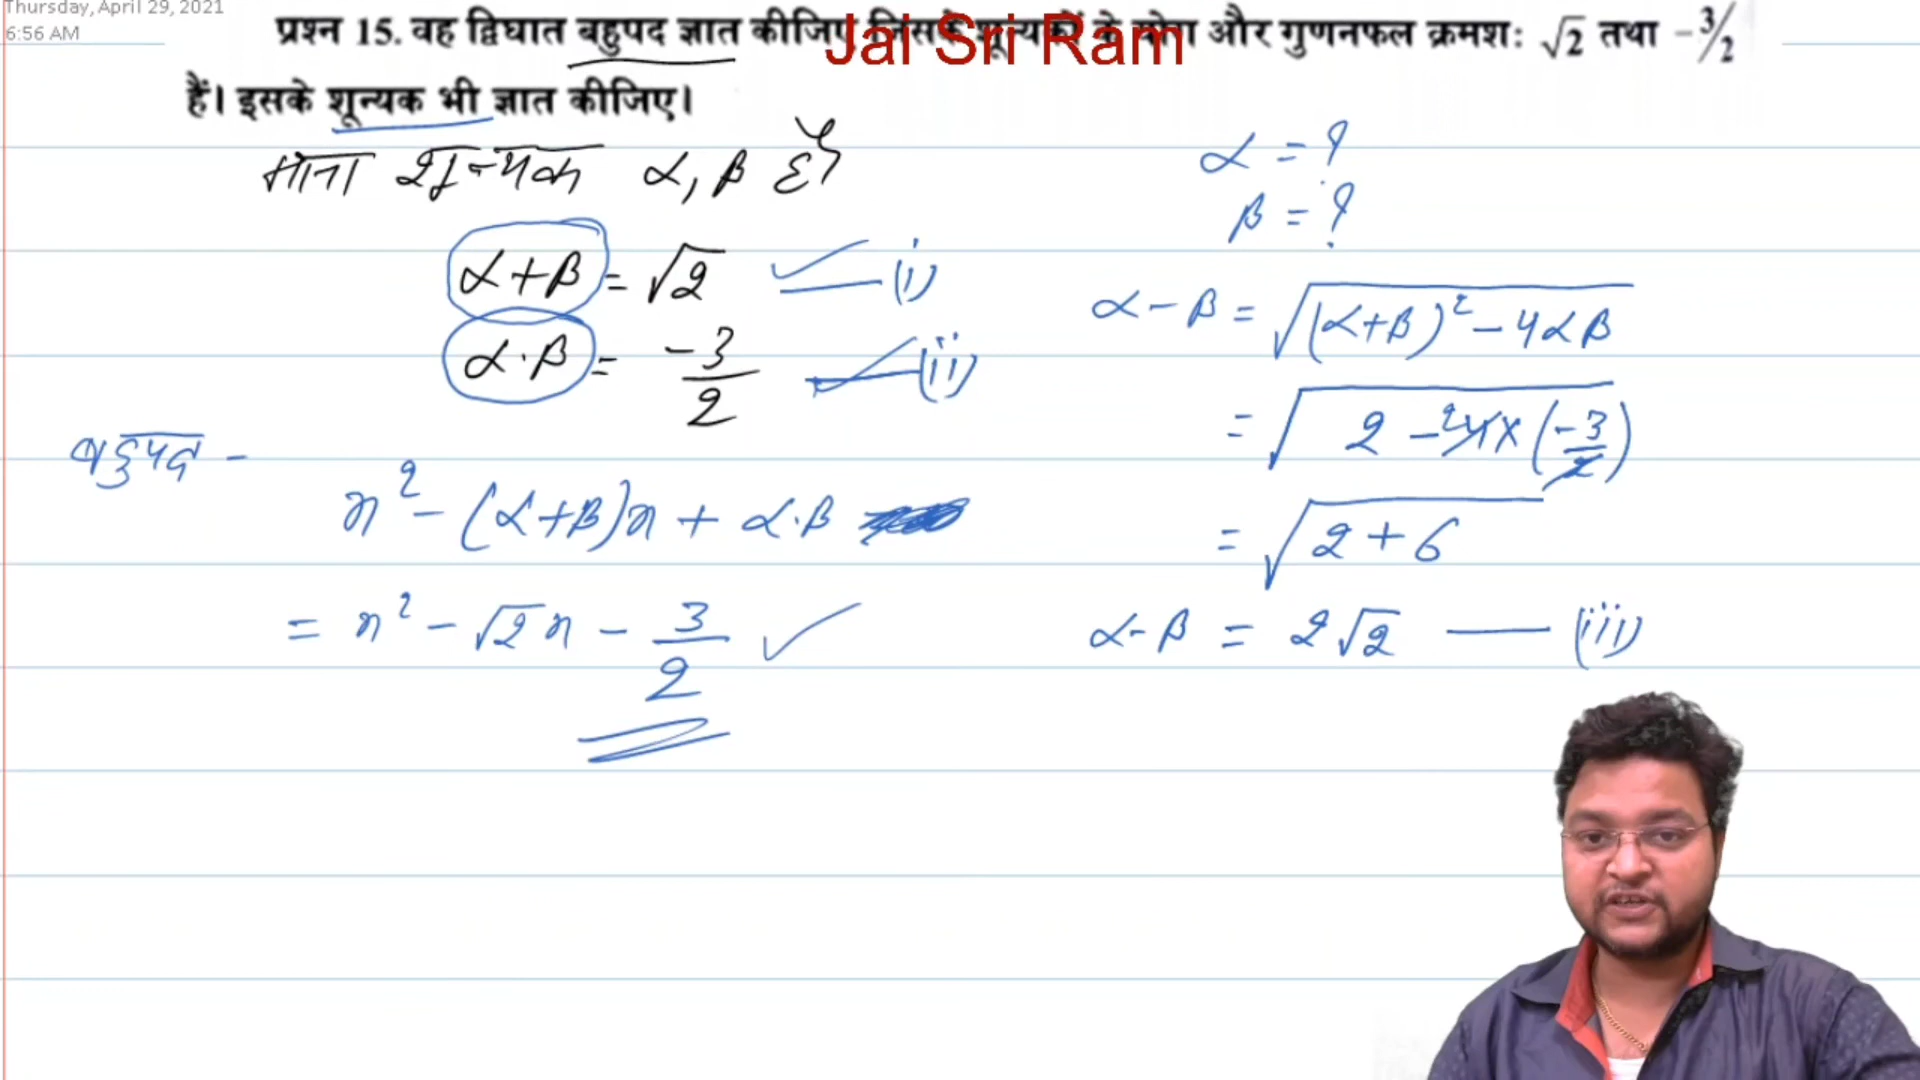 Thursday, April 29, 2021
6:56 AM
प्रश्न 15. वह द्विघात बहुपद ज्ञात कीजिए जिसके शून्यकों के योग और गुणनफल क्रमशः √2 तथा -3/2
Jai Sri Ram
हैं। इसके शून्यक भी ज्ञात कीजिए।
माना शून्यक α, β है
α+β = √2 — (i)
α·β = -3/2 — (ii)
बहुपद -
x² - (α+β)x + α·β
= x² - √2x - 3/2 ✓
α = ?
β = ?
α - β = √(α+β)² - 4αβ
= √2 - 4 × (-3/2)
= √2 + 6
α-β = 2√2 — (iii)